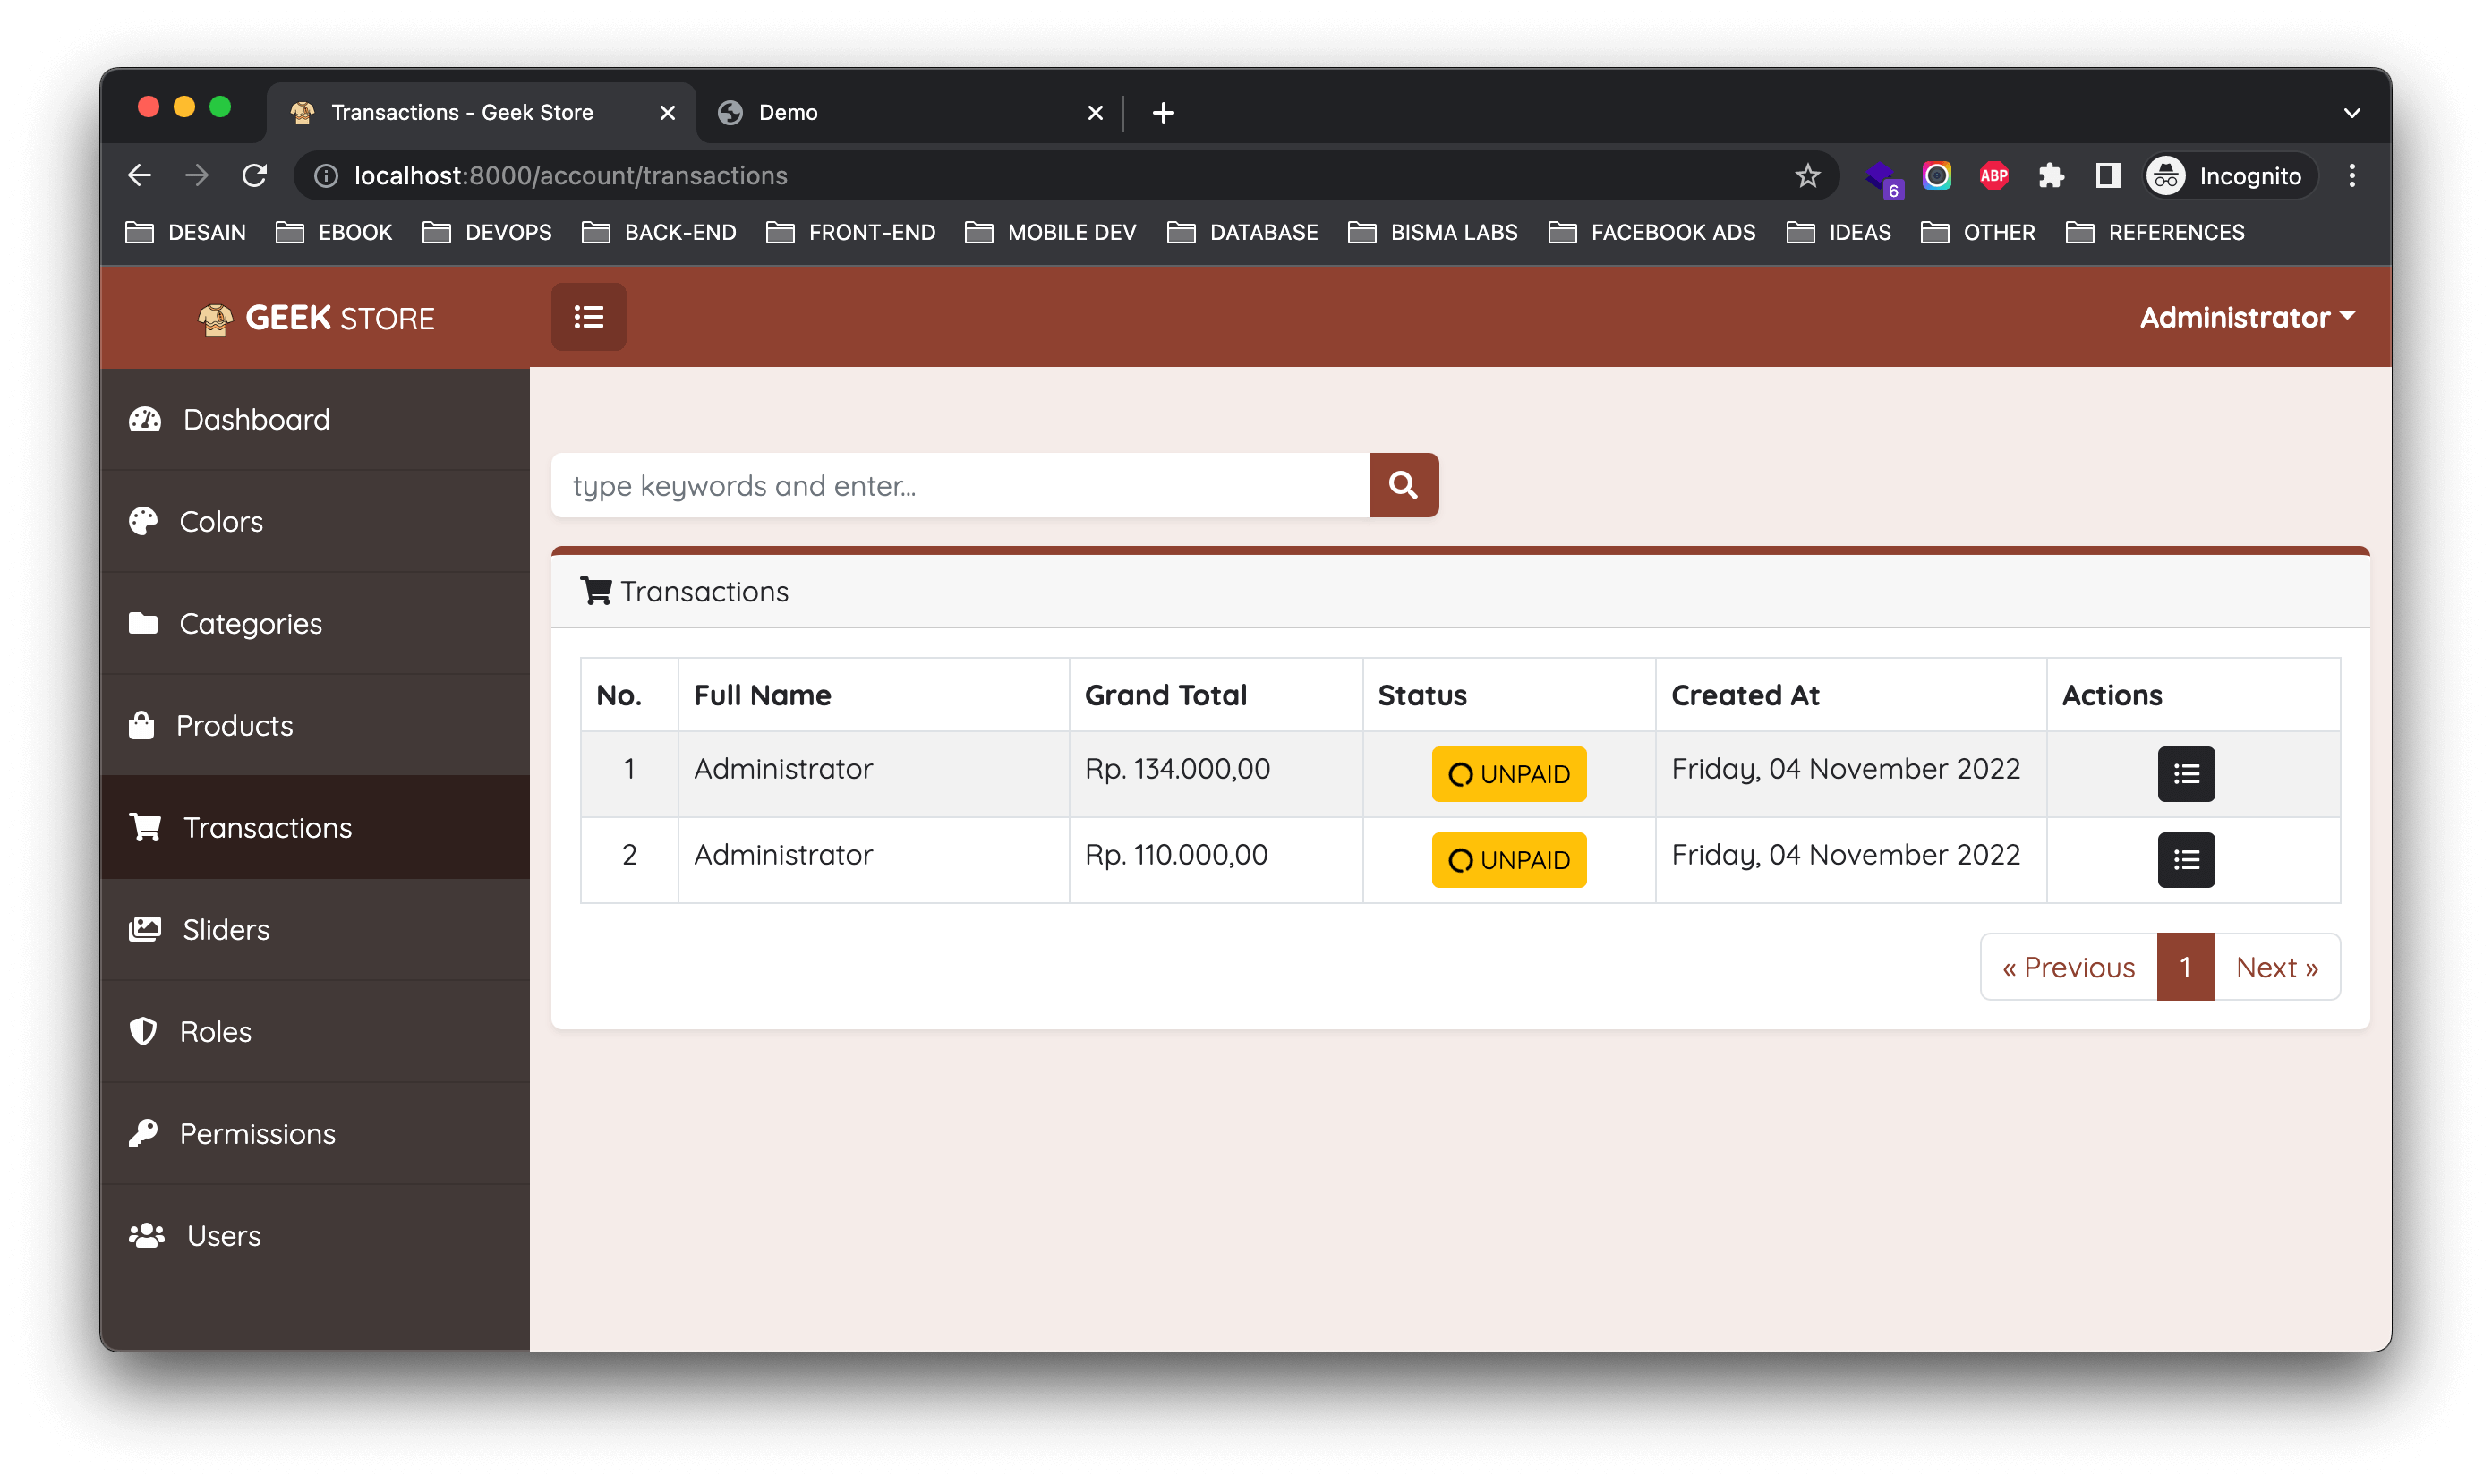 Transactions - Geek Store
Demo
localhost:8000/account/transactions
6
ABP
Incognito
DESAIN EBOOK DEVOPS BACK-END FRONT-END MOBILE DEV DATABASE BISMA LABS FACEBOOK ADS IDEAS OTHER REFERENCES
GEEK STORE
Administrator
Dashboard
Colors
Categories
Products
Transactions
Sliders
Roles
Permissions
Users
type keywords and enter...
Transactions
No. Full Name Grand Total Status Created At Actions
1 Administrator Rp. 134.000,00 UNPAID Friday, 04 November 2022
2 Administrator Rp. 110.000,00 UNPAID Friday, 04 November 2022
« Previous 1 Next »